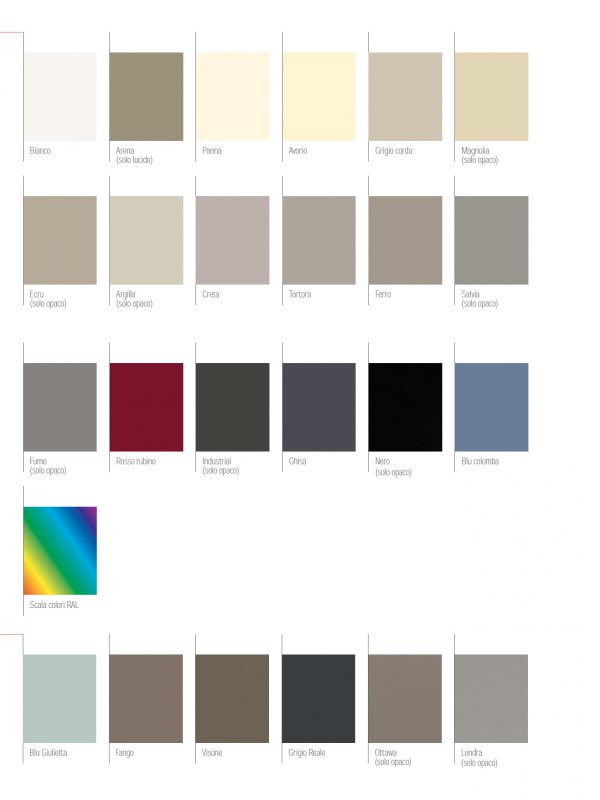 Bianco
Arena
(solo lucido)
Panna
Avorio
Grigio corda
Magnolia
(solo opaco)
Ecru
(solo opaco)
Argilla
(solo opaco)
Creta
Tortora
Ferro
Salvia
(solo opaco)
Fumo
(solo opaco)
Rosso rubino
Industrial
(solo opaco)
Ghisa
Nero
(solo opaco)
Blu colomba
Scala colori RAL
Blu Giulietta
Fango
Visone
Grigio Reale
Ottawa
(solo opaco)
Londra
(solo opaco)